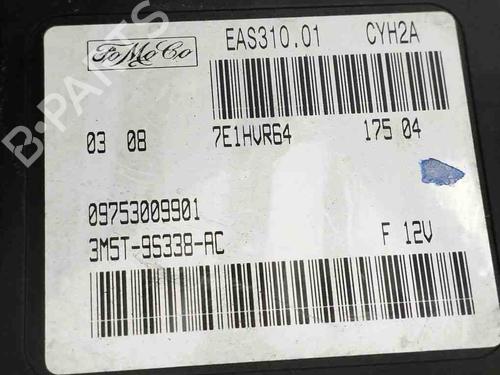 FoMoCo EAS310.01 CYH2A
03 08 7E1HVR64 175 04
09753009901
3M5T-9S338-AC F 12V
B-PARTS